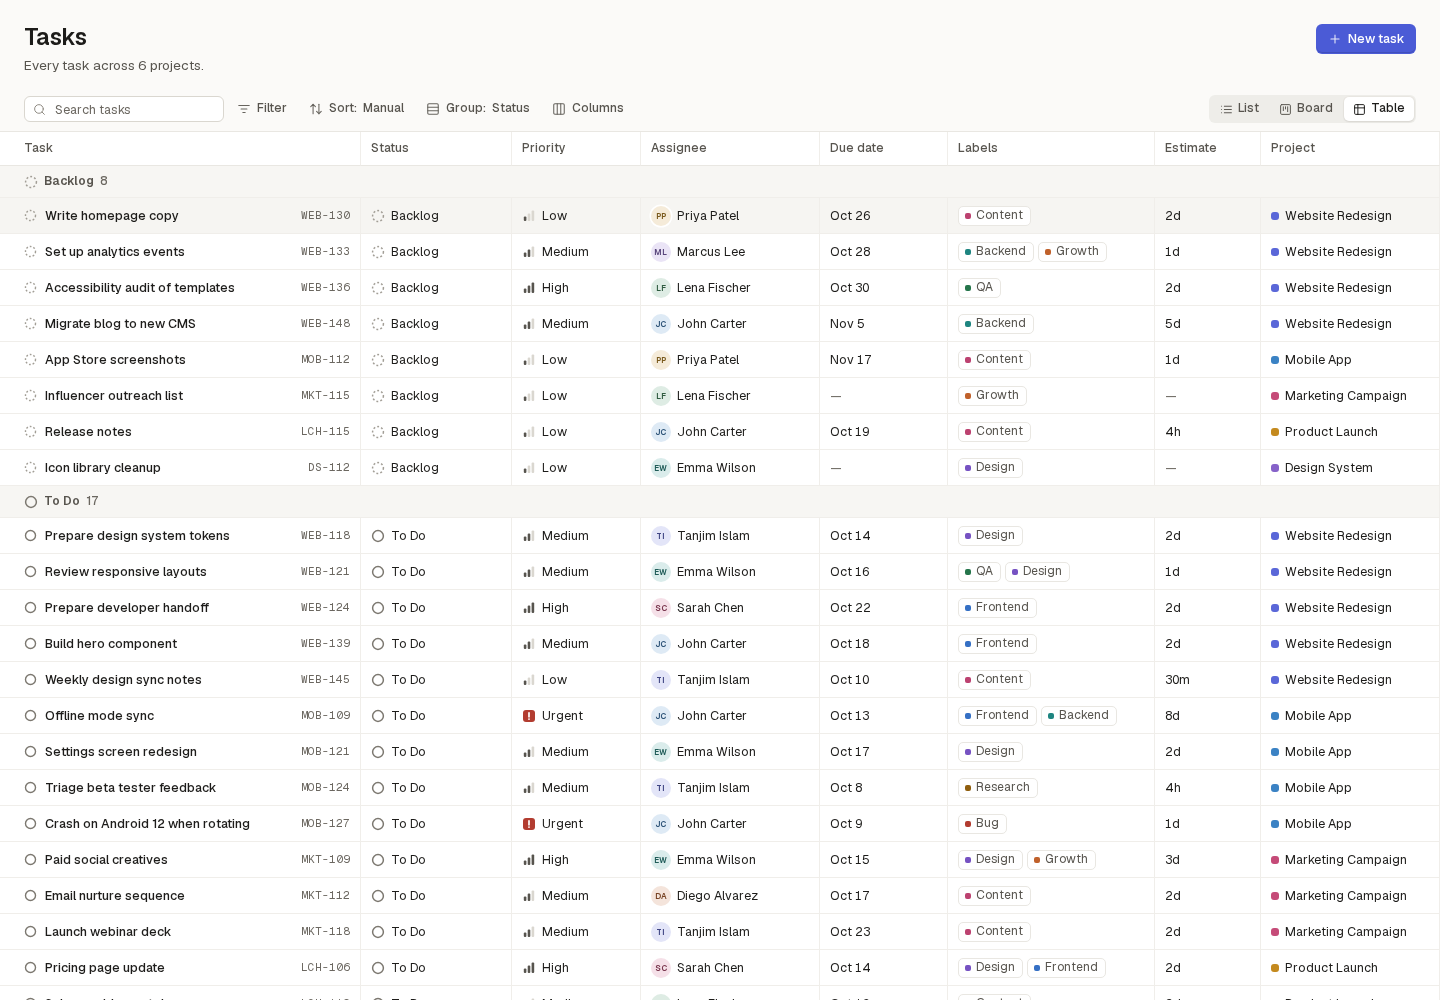 Tasks
New task
Every task across 6 projects.
Search tasks Filter Sort: Manual Group: Status Columns List Board Table
Task Status Priority Assignee Due date Labels Estimate Project
Backlog 8
Write homepage copy WEB-130 Backlog Low PP Priya Patel Oct 26 Content 2d Website Redesign
Set up analytics events WEB-133 Backlog Medium ML Marcus Lee Oct 28 Backend Growth 1d Website Redesign
Accessibility audit of templates WEB-136 Backlog High LF Lena Fischer Oct 30 QA 2d Website Redesign
Migrate blog to new CMS WEB-148 Backlog Medium JC John Carter Nov 5 Backend 5d Website Redesign
App Store screenshots MOB-112 Backlog Low PP Priya Patel Nov 17 Content 1d Mobile App
Influencer outreach list MKT-115 Backlog Low LF Lena Fischer — Growth — Marketing Campaign
Release notes LCH-115 Backlog Low JC John Carter Oct 19 Content 4h Product Launch
Icon library cleanup DS-112 Backlog Low EW Emma Wilson — Design — Design System
To Do 17
Prepare design system tokens WEB-118 To Do Medium TI Tanjim Islam Oct 14 Design 2d Website Redesign
Review responsive layouts WEB-121 To Do Medium EW Emma Wilson Oct 16 QA Design 1d Website Redesign
Prepare developer handoff WEB-124 To Do High SC Sarah Chen Oct 22 Frontend 2d Website Redesign
Build hero component WEB-139 To Do Medium JC John Carter Oct 18 Frontend 2d Website Redesign
Weekly design sync notes WEB-145 To Do Low TI Tanjim Islam Oct 10 Content 30m Website Redesign
Offline mode sync MOB-109 To Do Urgent JC John Carter Oct 13 Frontend Backend 8d Mobile App
Settings screen redesign MOB-121 To Do Medium EW Emma Wilson Oct 17 Design 2d Mobile App
Triage beta tester feedback MOB-124 To Do Medium TI Tanjim Islam Oct 8 Research 4h Mobile App
Crash on Android 12 when rotating MOB-127 To Do Urgent JC John Carter Oct 9 Bug 1d Mobile App
Paid social creatives MKT-109 To Do High EW Emma Wilson Oct 15 Design Growth 3d Marketing Campaign
Email nurture sequence MKT-112 To Do Medium DA Diego Alvarez Oct 17 Content 2d Marketing Campaign
Launch webinar deck MKT-118 To Do Medium TI Tanjim Islam Oct 23 Content 2d Marketing Campaign
Pricing page update LCH-106 To Do High SC Sarah Chen Oct 14 Design Frontend 2d Product Launch